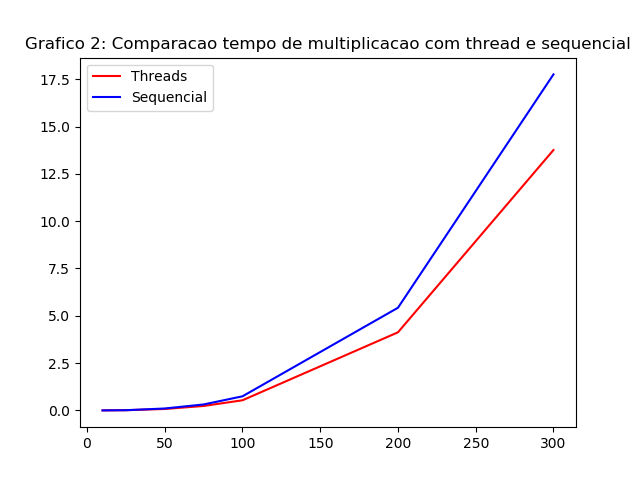 Grafico 2: Comparacao tempo de multiplicacao com thread e sequencial
Threads
Sequencial
17.5
15.0
12.5
10.0
7.5
5.0
2.5
0.0
0 50 100 150 200 250 300